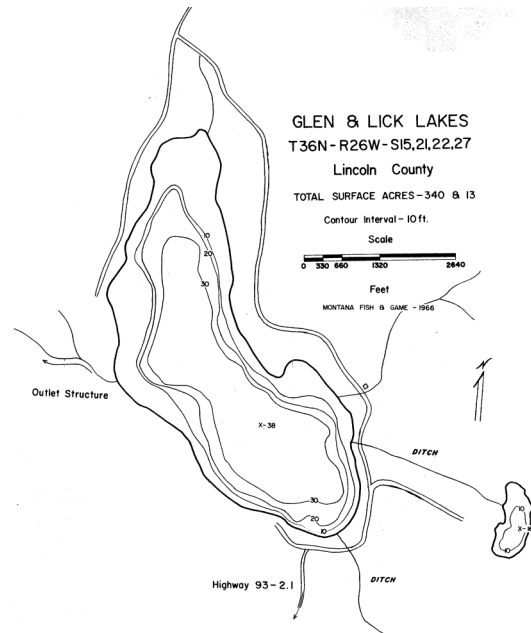 GLEN & LICK LAKES
T36N-R26W-S15,21,22,27
Lincoln County
TOTAL SURFACE ACRES-340 & 13
Contour Interval-10ft.
Scale
0 330 660 1320 2640
Feet
MONTANA FISH & GAME -1966
10
20
30
N
Outlet Structure
X-38
DITCH
10
30
20
10
10
Highway 93-2.1
DITCH